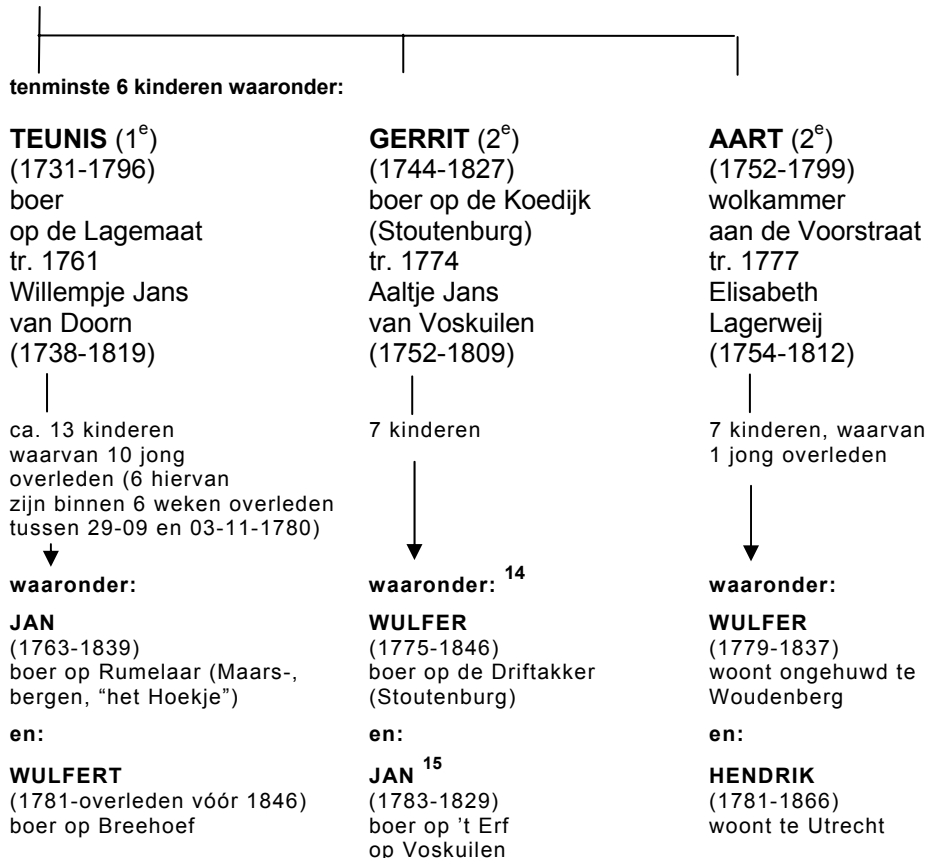 tenminste 6 kinderen waaronder:
TEUNIS (1e)
(1731-1796)
boer
op de Lagemaat
tr. 1761
Willempje Jans
van Doorn
(1738-1819)
ca. 13 kinderen
waarvan 10 jong
overleden (6 hiervan
zijn binnen 6 weken overleden
tussen 29-09 en 03-11-1780)
waaronder:
JAN
(1763-1839)
boer op Rumelaar (Maars-,
bergen, “het Hoekje”)
en:
WULFERT
(1781-overleden vóór 1846)
boer op Breehoef
GERRIT (2e)
(1744-1827)
boer op de Koedijk
(Stoutenburg)
tr. 1774
Aaltje Jans
van Voskuilen
(1752-1809)
7 kinderen
waaronder: 14
WULFER
(1775-1846)
boer op de Driftakker
(Stoutenburg)
en:
JAN 15
(1783-1829)
boer op ’t Erf
op Voskuilen
AART (2e)
(1752-1799)
wolkammer
aan de Voorstraat
tr. 1777
Elisabeth
Lagerweij
(1754-1812)
7 kinderen, waarvan
1 jong overleden
waaronder:
WULFER
(1779-1837)
woont ongehuwd te
Woudenberg
en:
HENDRIK
(1781-1866)
woont te Utrecht